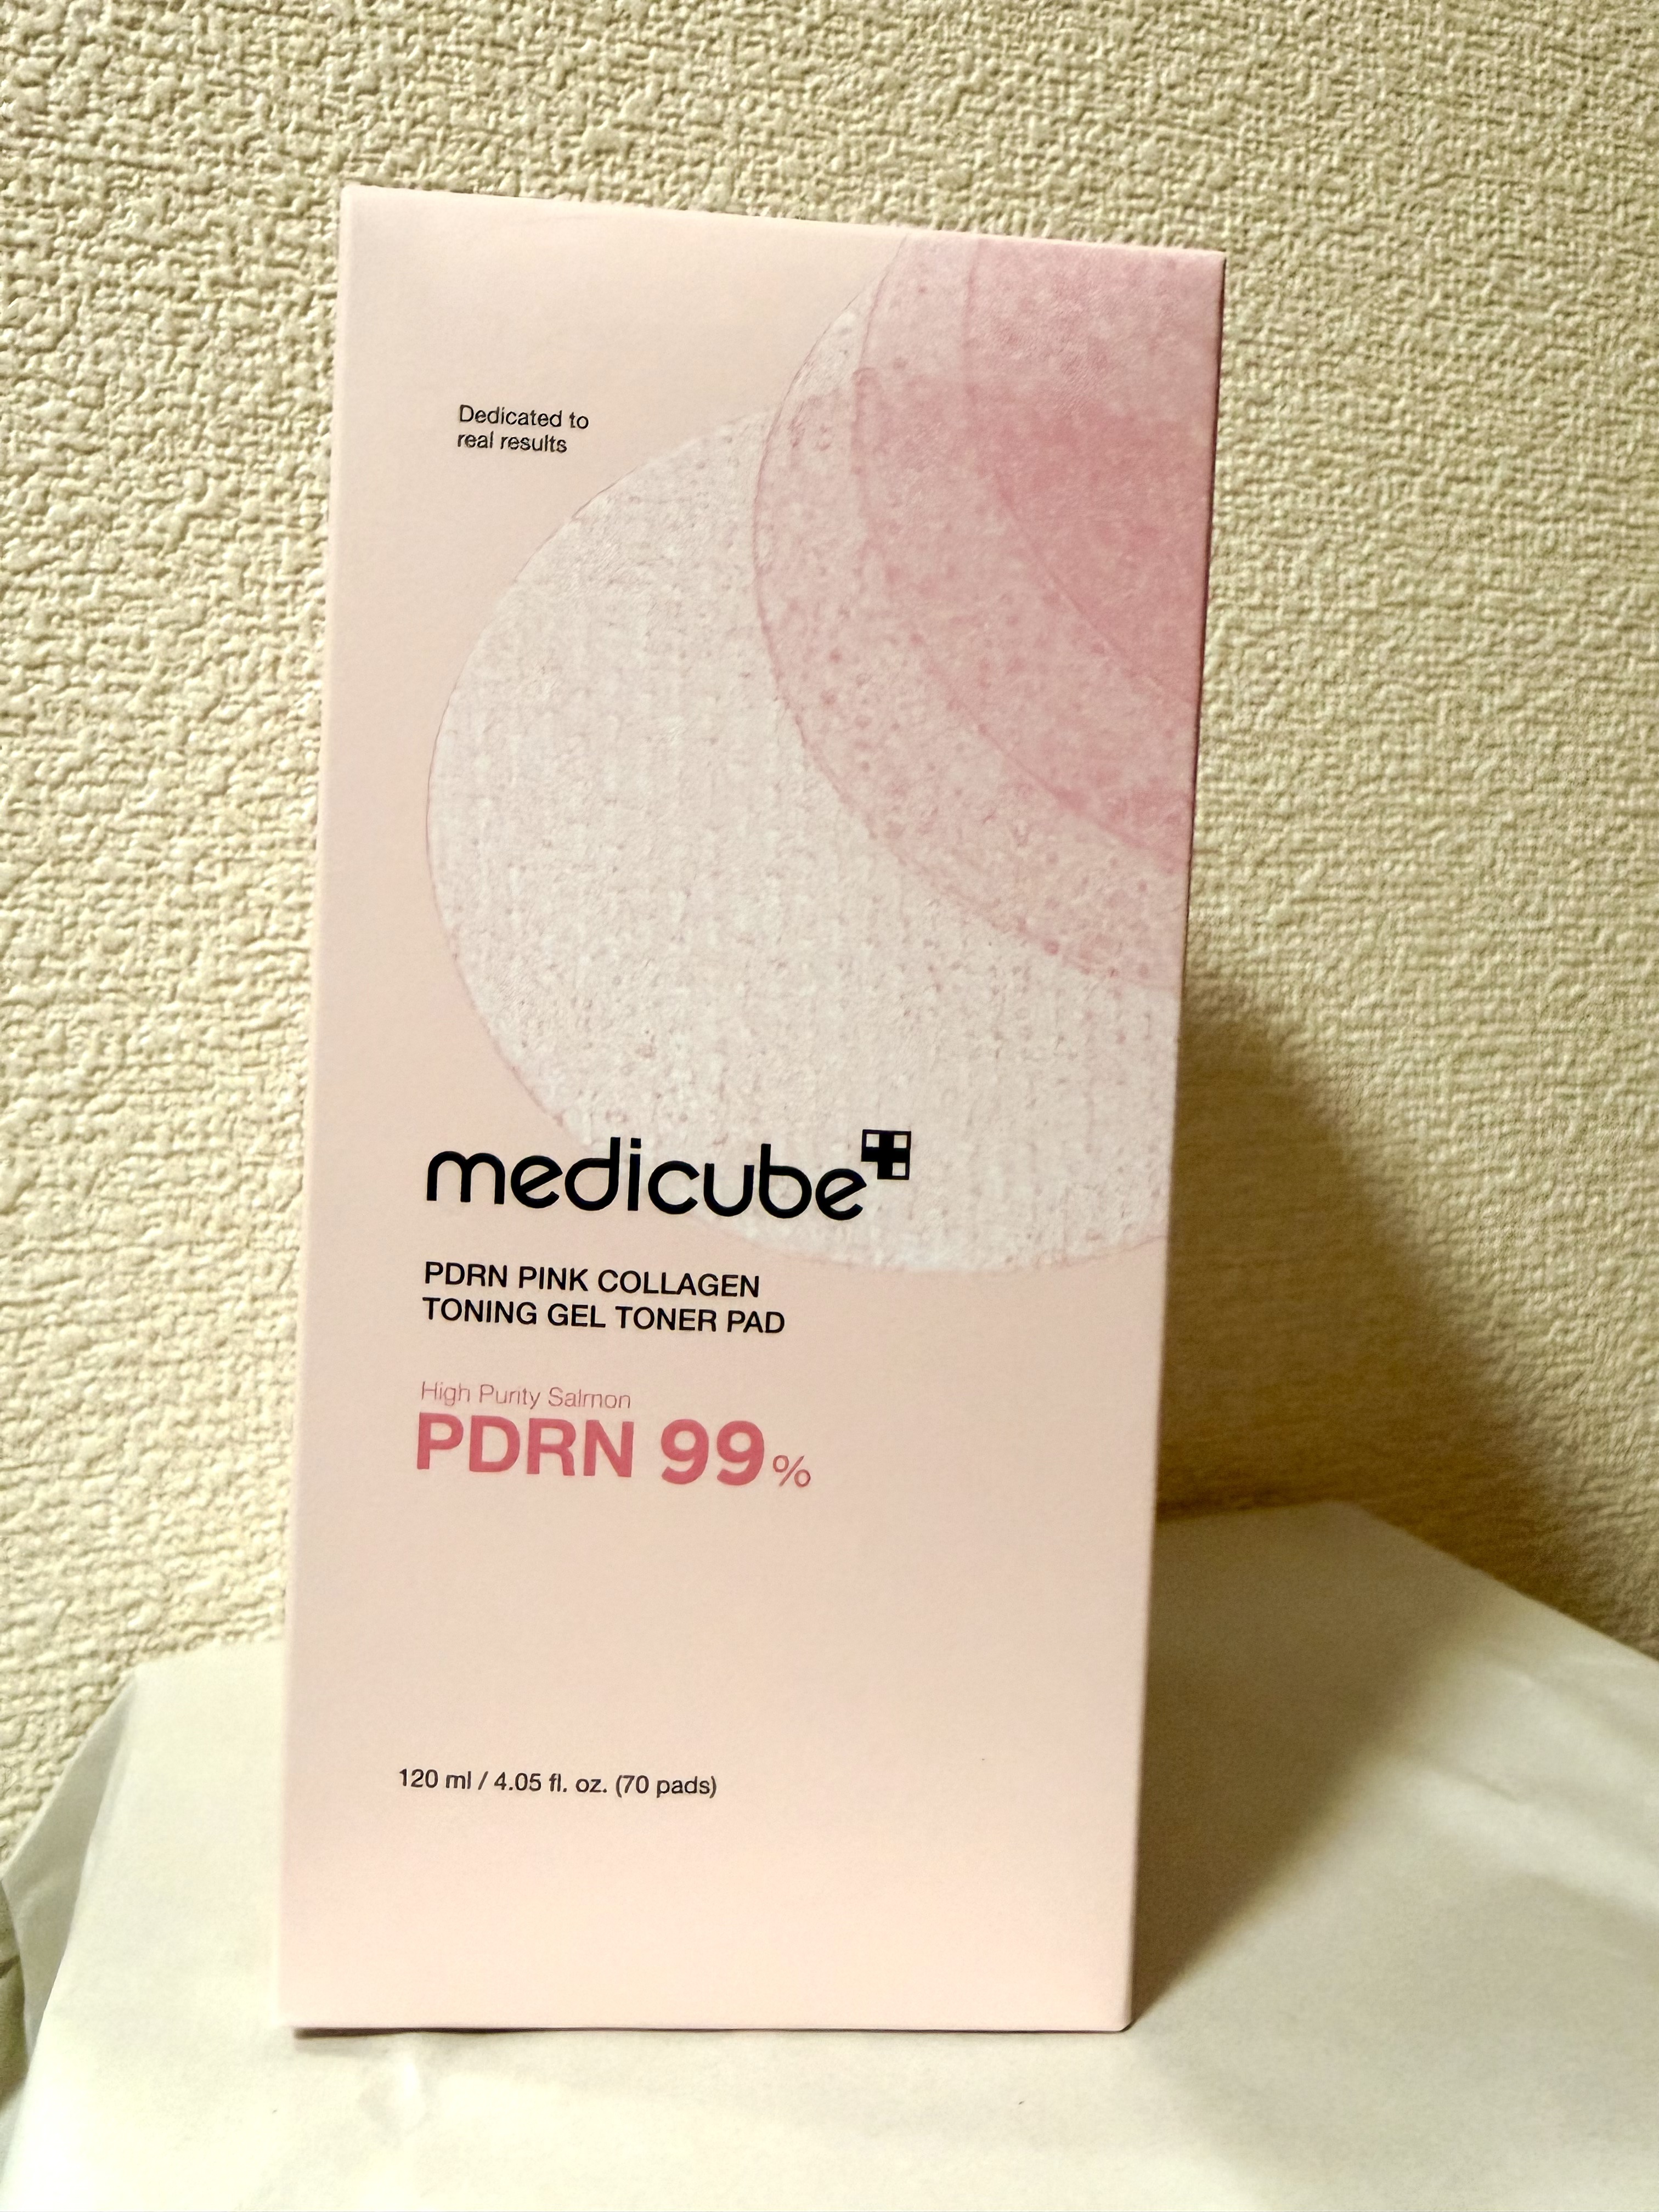 Dedicated to
real results
medicube
PDRN PINK COLLAGEN
TONING GEL TONER PAD
High Purity Salmon
PDRN 99%
120 ml / 4.05 fl. oz. (70 pads)